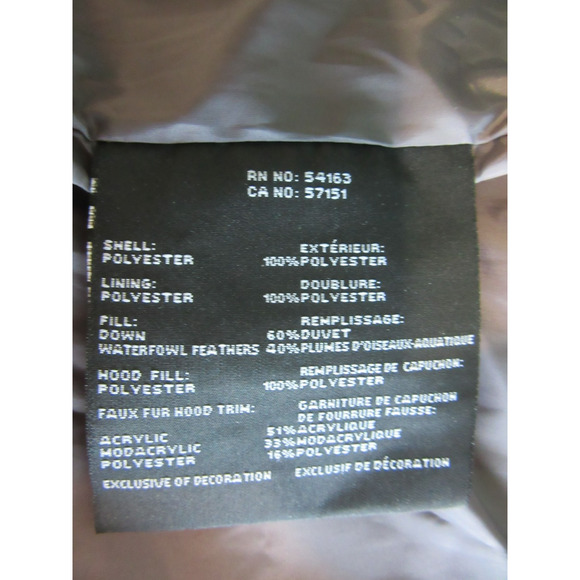 RN NO: 54163
CA NO: 57151
SHELL: EXTÉRIEUR:
POLYESTER 100% POLYESTER
LINING: DOUBLURE:
POLYESTER 100% POLYESTER
FILL: REMPLISSAGE:
DOWN 60% DUVET
WATERFOWL FEATHERS 40% PLUMES D'OISEAUX-AQUATIQUE
HOOD FILL: REMPLISSAGE DE CAPUCHON:
POLYESTER 100% POLYESTER
FAUX FUR HOOD TRIM: GARNITURE DE CAPUCHON
DE FOURRURE FAUSSE:
ACRYLIC 51% ACRYLIQUE
MODACRYLIC 33% MODACRYLIQUE
POLYESTER 16% POLYESTER
EXCLUSIVE OF DECORATION EXCLUSIF DE DÉCORATION